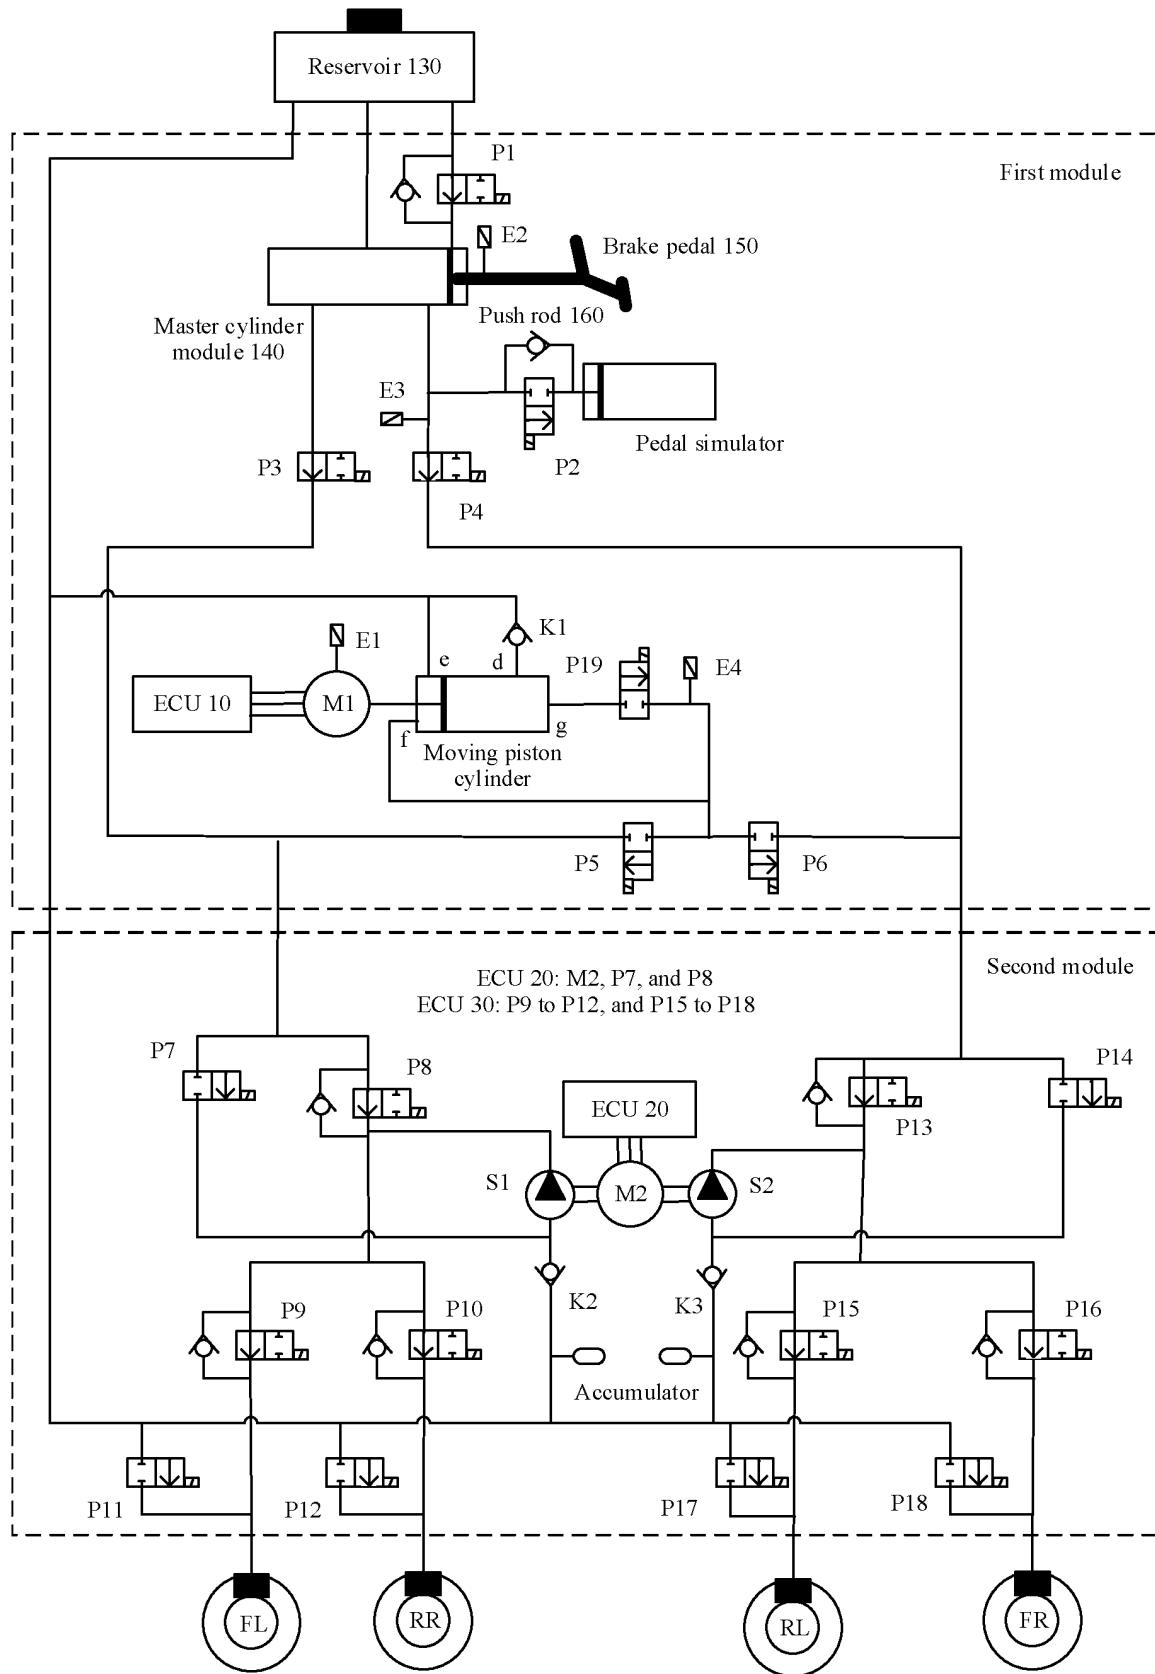 Reservoir 130
P1
First module
E2
Brake pedal 150
Push rod 160
Master cylinder
module 140
E3
Pedal simulator
P3
P2
P4
E1
K1
e
d
P19
E4
ECU 10
M1
f
g
Moving piston
cylinder
P5
P6
Second module
ECU 20: M2, P7, and P8
ECU 30: P9 to P12, and P15 to P18
P7
P8
P14
ECU 20
P13
S1
M2
S2
K2
K3
P9
P10
P15
P16
Accumulator
P11
P12
P17
P18
FL
RR
RL
FR